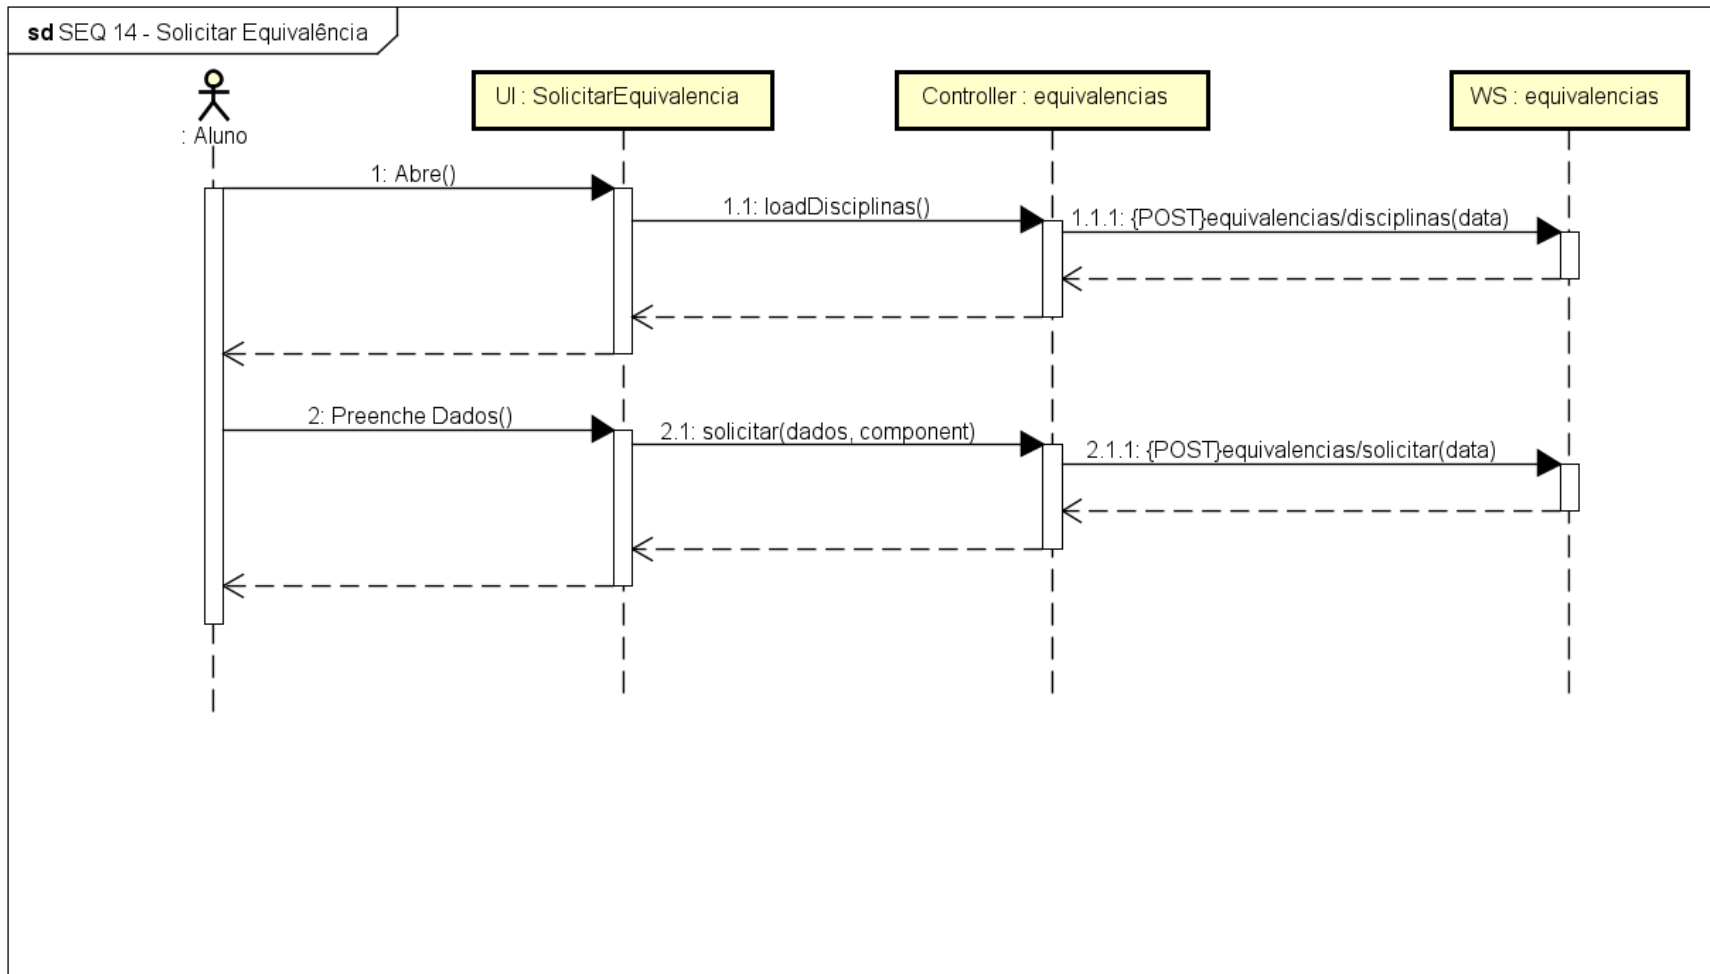 sd SEQ 14 - Solicitar Equivalência
: Aluno
UI : SolicitarEquivalencia
Controller : equivalencias
WS : equivalencias
1: Abre()
1.1: loadDisciplinas()
1.1.1: {POST}equivalencias/disciplinas(data)
2: Preenche Dados()
2.1: solicitar(dados, component)
2.1.1: {POST}equivalencias/solicitar(data)